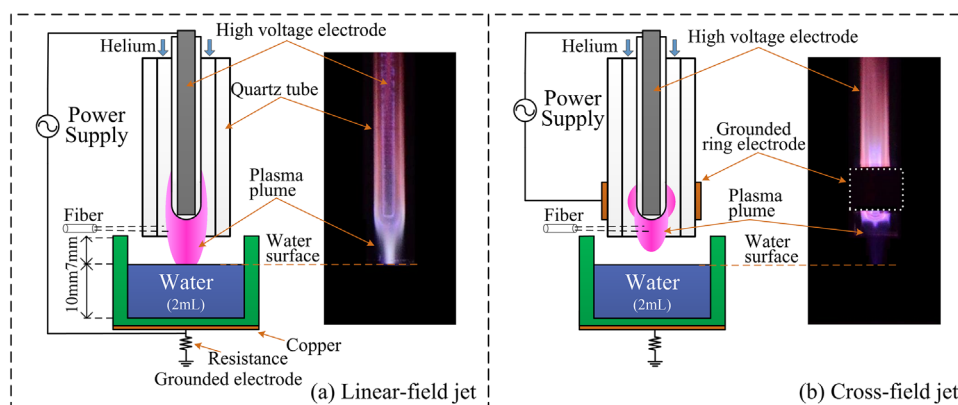 Helium
High voltage electrode
Quartz tube
Power
Supply
Plasma
plume
Fiber
Water
surface
10mm
7mm
Water
(2mL)
Copper
Resistance
Grounded electrode
(a) Linear-field jet
Helium
High voltage electrode
Power
Supply
Grounded
ring electrode
Plasma
plume
Fiber
Water
surface
Water
(2mL)
(b) Cross-field jet